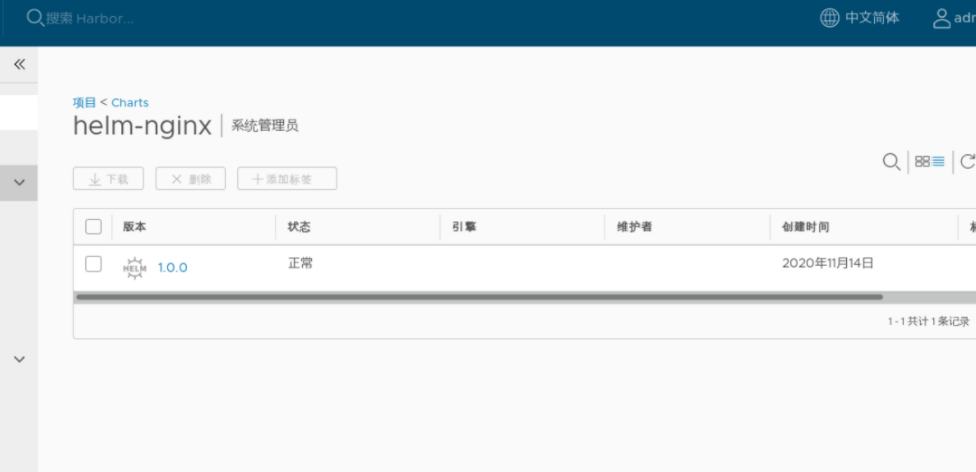 搜索 Harbor...
中文简体
adr
项目 < Charts
helm-nginx | 系统管理员
下载 删除 添加标签
版本 状态 引擎 维护者 创建时间
HELM 1.0.0 正常 2020年11月14日
1 - 1 共计 1 条记录